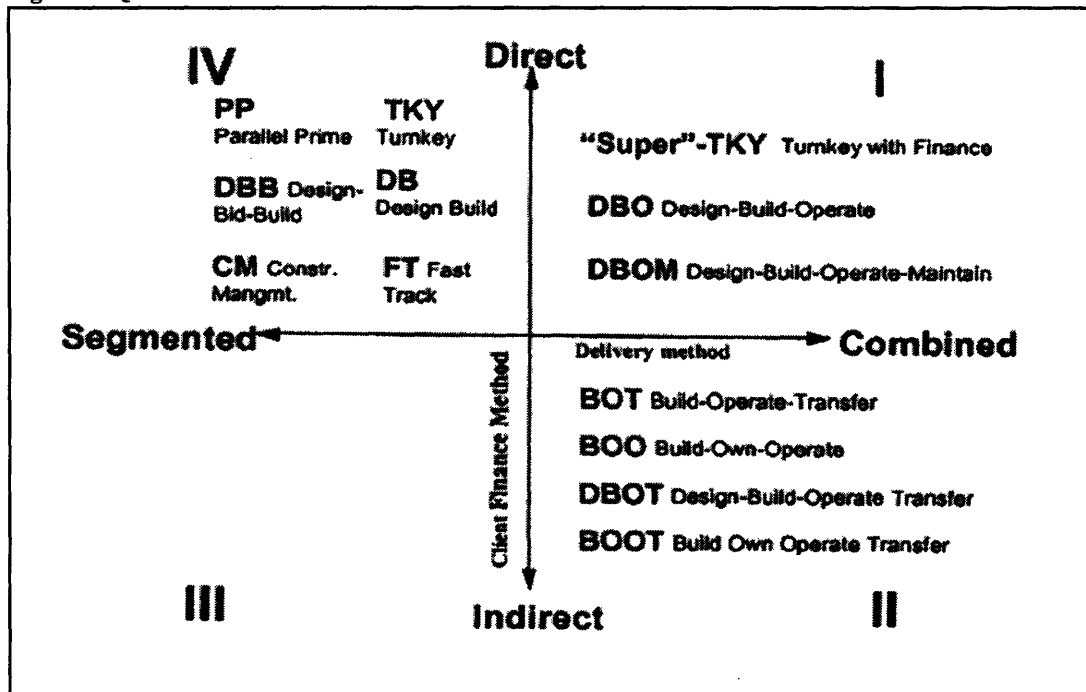 IV
Direct
I
PP
Parallel Prime
TKY
Turnkey
"Super"-TKY Turnkey with Finance
DBB Design-
Bid-Build
DB
Design Build
DBO Design-Build-Operate
CM Constr.
Mangmt.
FT Fast
Track
DBOM Design-Build-Operate-Maintain
Segmented
Delivery method
Combined
Client Finance Method
BOT Build-Operate-Transfer
BOO Build-Own-Operate
DBOT Design-Build-Operate Transfer
BOOT Build Own Operate Transfer
III
Indirect
II